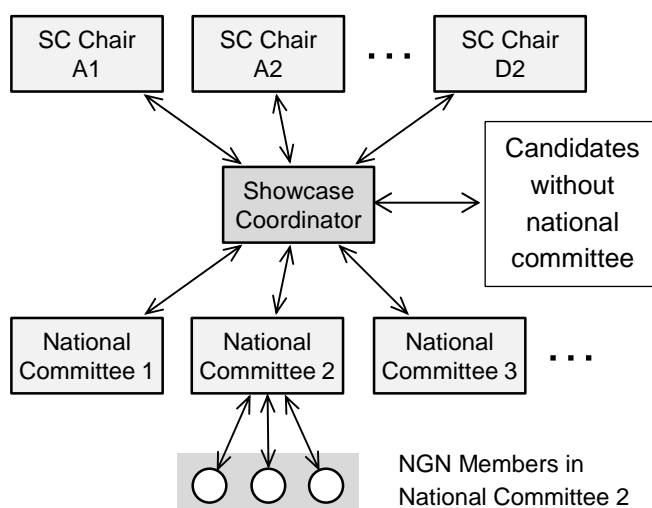 SC Chair
A1
SC Chair
A2
...
SC Chair
D2
Candidates
without
national
committee
Showcase
Coordinator
National
Committee 1
National
Committee 2
National
Committee 3
...
NGN Members in
National Committee 2